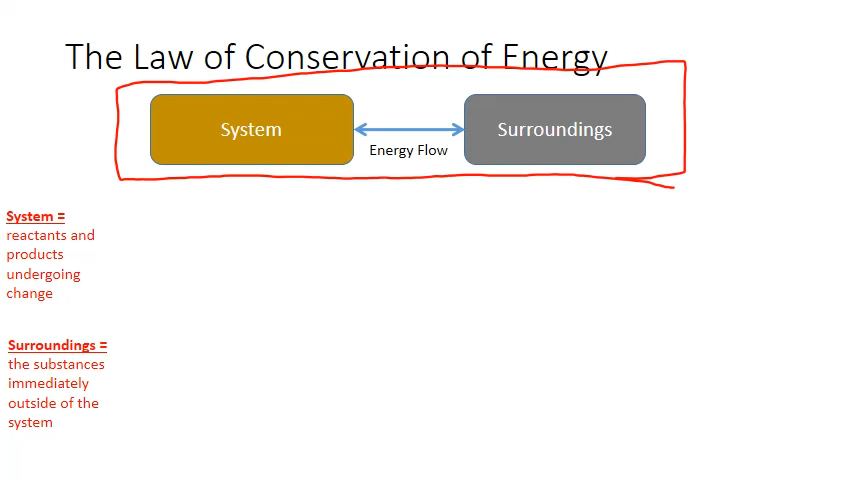 The Law of Conservation of Energy
System
Surroundings
Energy Flow
System =
reactants and
products
undergoing
change
Surroundings =
the substances
immediately
outside of the
system